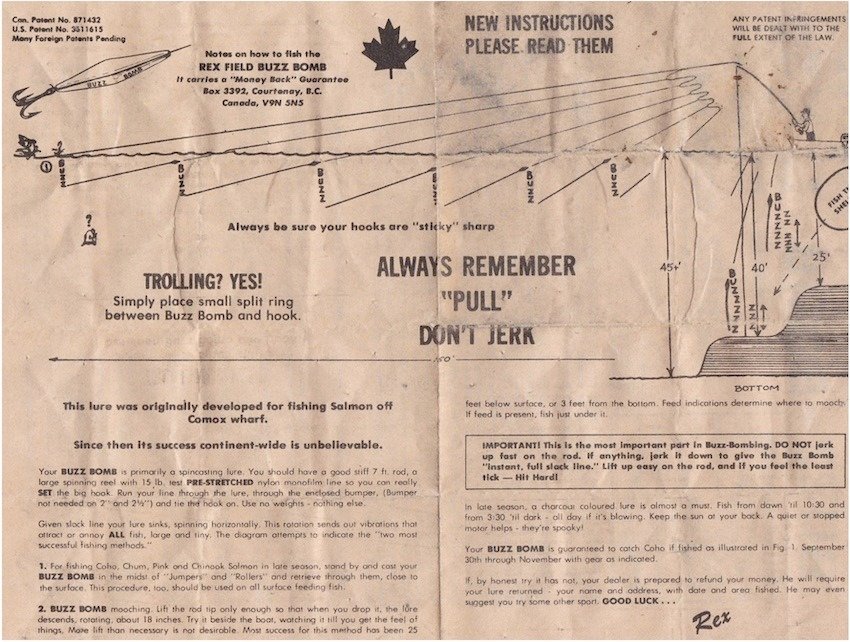 Can. Patent No. 871432
U.S. Patent No. 3511615
Many Foreign Patents Pending
BUZZ BOMB
Notes on how to fish the
REX FIELD BUZZ BOMB
It carries a "Money Back" Guarantee
Box 3392, Courtenay, B.C.
Canada, V9N 5N5
NEW INSTRUCTIONS
PLEASE READ THEM
ANY PATENT INFRINGEMENTS
WILL BE DEALT WITH TO THE
FULL EXTENT OF THE LAW.
1
BUZZ
BUZZ
BUZZ
BUZZ
BUZZ
BUZZ
?
Always be sure your hooks are "sticky" sharp
TROLLING? YES!
Simply place small split ring
between Buzz Bomb and hook.
ALWAYS REMEMBER
"PULL"
DON'T JERK
45+'
40'
25'
BUZZZZZ
ZZ ZZZ
BUZZZZZ
ZZZZ
FISH
BOTTOM
This lure was originally developed for fishing Salmon off
Comox wharf.
Since then its success continent-wide is unbelievable.
Your BUZZ BOMB is primarily a spincasting lure. You should have a good stiff 7 ft. rod, a
large spinning reel with 15 lb. test PRE-STRETCHED nylon monofilm line so you can really
SET the big hook. Run your line through the lure, through the enclosed bumper, (Bumper
not needed on 2" and 2½") and tie the hook on. Use no weights - nothing else.
Given slack line your lure sinks, spinning horizontally. This rotation sends out vibrations that
attract or annoy ALL fish, large and tiny. The diagram attempts to indicate the "two most
successful fishing methods."
1. For fishing Coho, Chum, Pink and Chinook Salmon in late season, stand by and cast your
BUZZ BOMB in the midst of "Jumpers" and "Rollers" and retrieve through them, close to
the surface. This procedure, too, should be used on all surface feeding fish.
2. BUZZ BOMB mooching. Lift the rod tip only enough so that when you drop it, the lure
descends, rotating, about 18 inches. Try it beside the boat, watching it till you get the feel of
things, More lift than necessary is not desirable. Most success for this method has been 25
feet below surface, or 3 feet from the bottom. Feed indications determine where to mooch.
If feed is present, fish just under it.
IMPORTANT! This is the most important part in Buzz-Bombing. DO NOT jerk
up fast on the rod. If anything, jerk it down to give the Buzz Bomb
"instant, full slack line." Lift up easy on the rod, and if you feel the least
tick — Hit Hard!
In late season, a charcoal coloured lure is almost a must. Fish from dawn 'til 10:30 and
from 3:30 'til dark - all day if it's blowing. Keep the sun at your back. A quiet or stopped
motor helps - they're spooky!
Your BUZZ BOMB is guaranteed to catch Coho if fished as illustrated in Fig. 1. September
30th through November with gear as indicated.
If, by honest try it has not, your dealer is prepared to refund your money. He will require
your lure returned - your name and address, with date and area fished. He may even
suggest you try some other sport. GOOD LUCK . . .
Rex